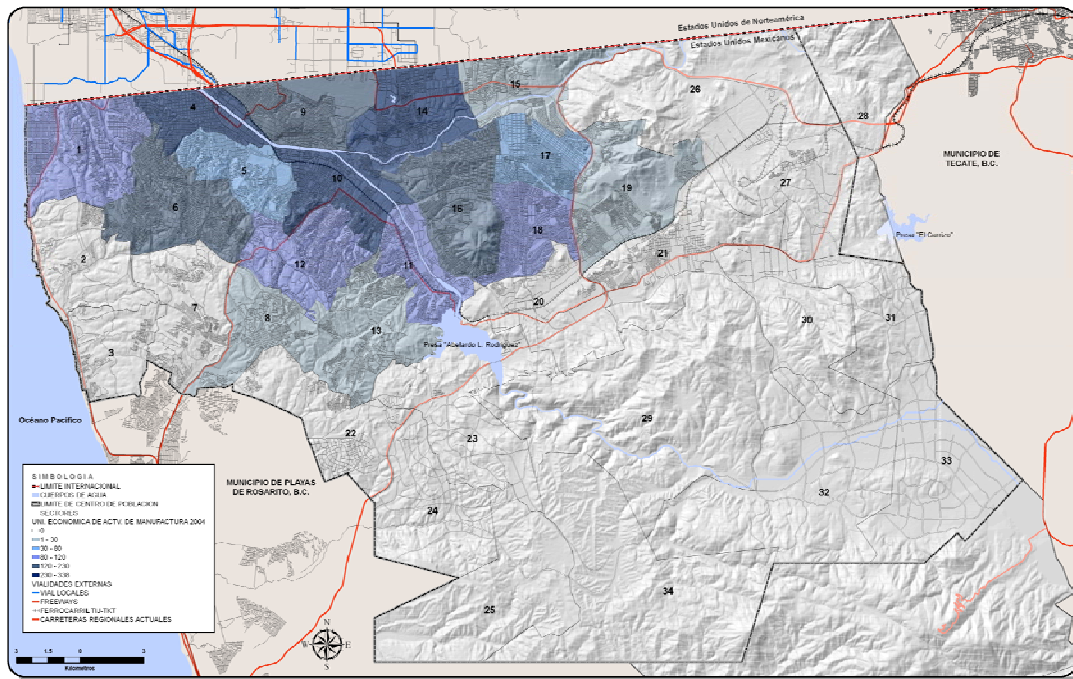 Estados Unidos de Norteamérica
Estados Unidos Mexicanos
15
26
4
9
14
28
1
MUNICIPIO DE
TECATE, B.C.
17
5
10
27
19
6
16
18
2
Presa "El Carrizo"
12
11
21
20
7
8
13
30
31
3
Presa "Abelardo L. Rodriguez"
Océano Pacífico
29
22
23
33
SIMBOLOGIA
LIMITE INTERNACIONAL
CUERPOS DE AGUA
LIMITE DE CENTRO DE POBLACION
SECTORES
UNI. ECONOMICA DE ACTV. DE MANUFACTURA 2004
0
1 - 30
30 - 80
80 - 120
120 - 230
VIALIDADES EXTERNAS
VIAL LOCALES
FREEWAYS
FERROCARRIL TIJ-TKT
CARRETERAS REGIONALES ACTUALES
MUNICIPIO DE PLAYAS
DE ROSARITO, B.C.
32
24
34
25
N
W
E
S
3 1.5 0 3
Kilometros